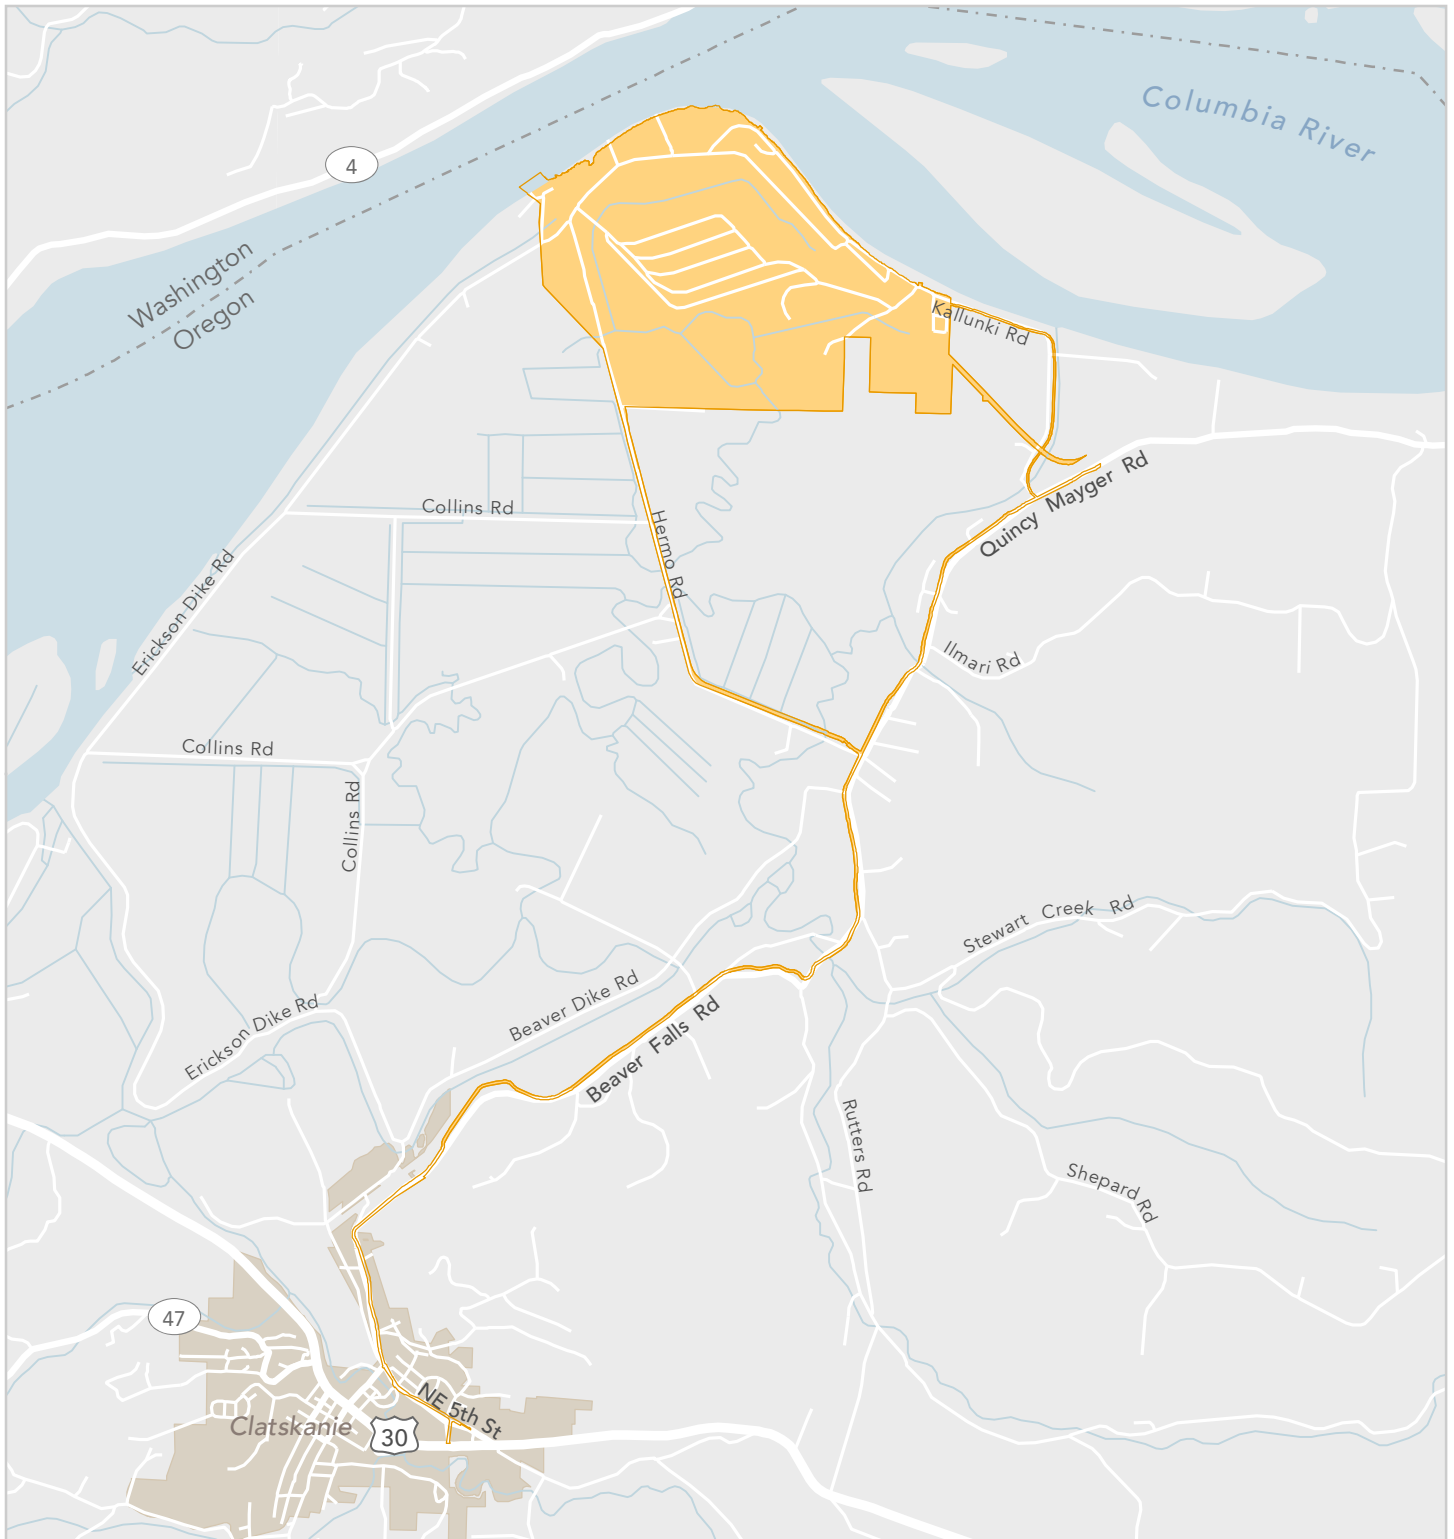 Columbia River
4
Washington
Oregon
Kallunki Rd
Quincy Mayger Rd
Collins Rd
Hermo Rd
Erickson Dike Rd
Ilmari Rd
Collins Rd
Collins Rd
Stewart Creek Rd
Erickson Dike Rd
Beaver Dike Rd
Beaver Falls Rd
Rutters Rd
Shepard Rd
47
NE 5th St
Clatskanie
30